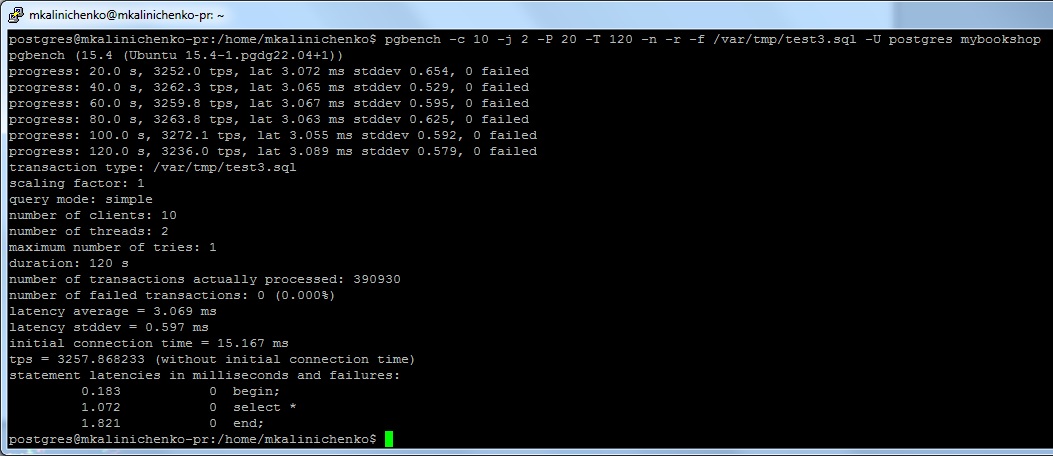 mkalinichenko@mkalinichenko-pr: ~
postgres@mkalinichenko-pr:/home/mkalinichenko$ pgbench -c 10 -j 2 -P 20 -T 120 -n -r -f /var/tmp/test3.sql -U postgres mybookshop
pgbench (15.4 (Ubuntu 15.4-1.pgdg22.04+1))
progress: 20.0 s, 3252.0 tps, lat 3.072 ms stddev 0.654, 0 failed
progress: 40.0 s, 3262.3 tps, lat 3.065 ms stddev 0.529, 0 failed
progress: 60.0 s, 3259.8 tps, lat 3.067 ms stddev 0.595, 0 failed
progress: 80.0 s, 3263.8 tps, lat 3.063 ms stddev 0.625, 0 failed
progress: 100.0 s, 3272.1 tps, lat 3.055 ms stddev 0.592, 0 failed
progress: 120.0 s, 3236.0 tps, lat 3.089 ms stddev 0.579, 0 failed
transaction type: /var/tmp/test3.sql
scaling factor: 1
query mode: simple
number of clients: 10
number of threads: 2
maximum number of tries: 1
duration: 120 s
number of transactions actually processed: 390930
number of failed transactions: 0 (0.000%)
latency average = 3.069 ms
latency stddev = 0.597 ms
initial connection time = 15.167 ms
tps = 3257.868233 (without initial connection time)
statement latencies in milliseconds and failures:
0.183 0 begin;
1.072 0 select *
1.821 0 end;
postgres@mkalinichenko-pr:/home/mkalinichenko$